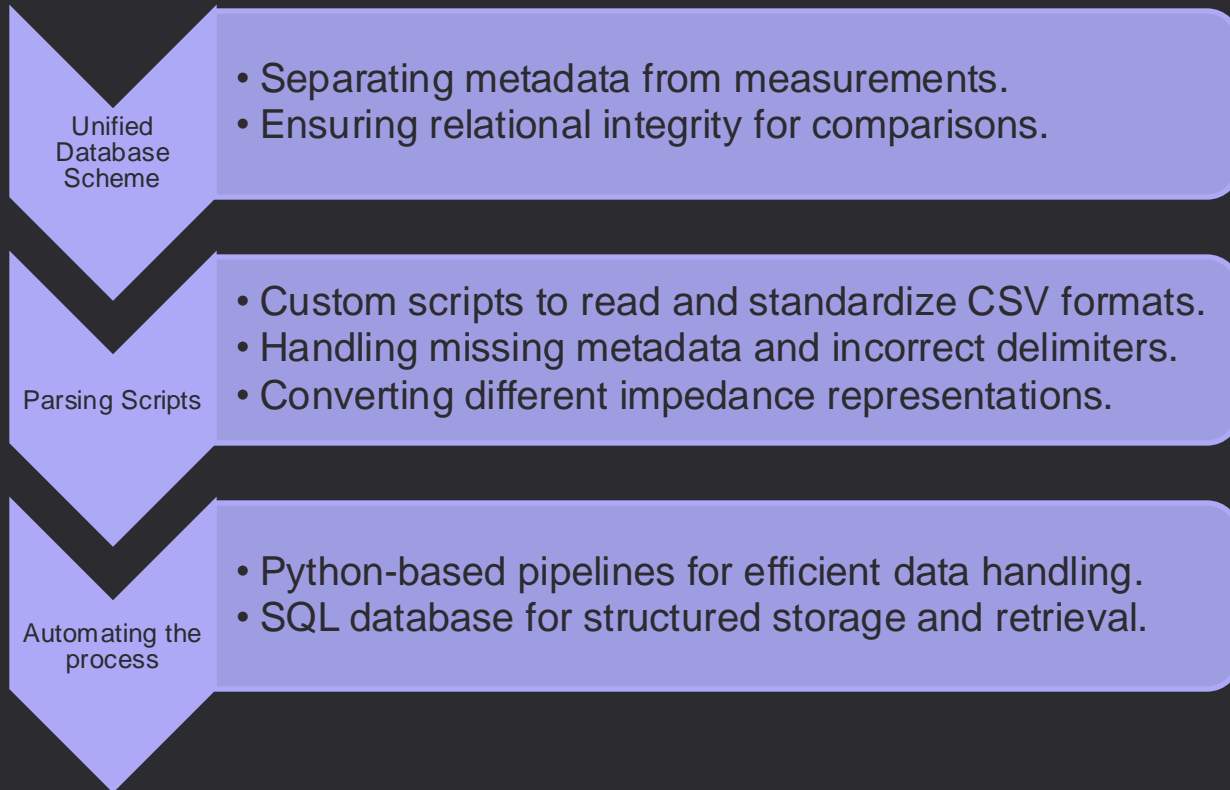 Unified
Database
Scheme
• Separating metadata from measurements.
• Ensuring relational integrity for comparisons.
Parsing Scripts
• Custom scripts to read and standardize CSV formats.
• Handling missing metadata and incorrect delimiters.
• Converting different impedance representations.
Automating the
process
• Python-based pipelines for efficient data handling.
• SQL database for structured storage and retrieval.